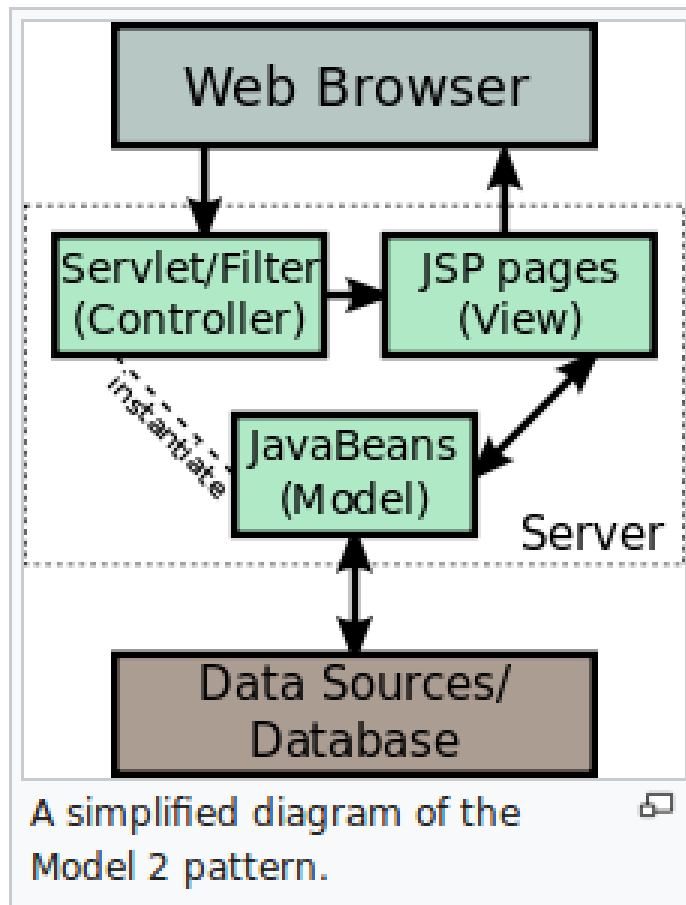 Web Browser
Servlet/Filter
(Controller)
JSP pages
(View)
instantiate
JavaBeans
(Model)
Server
Data Sources/
Database
A simplified diagram of the
Model 2 pattern.